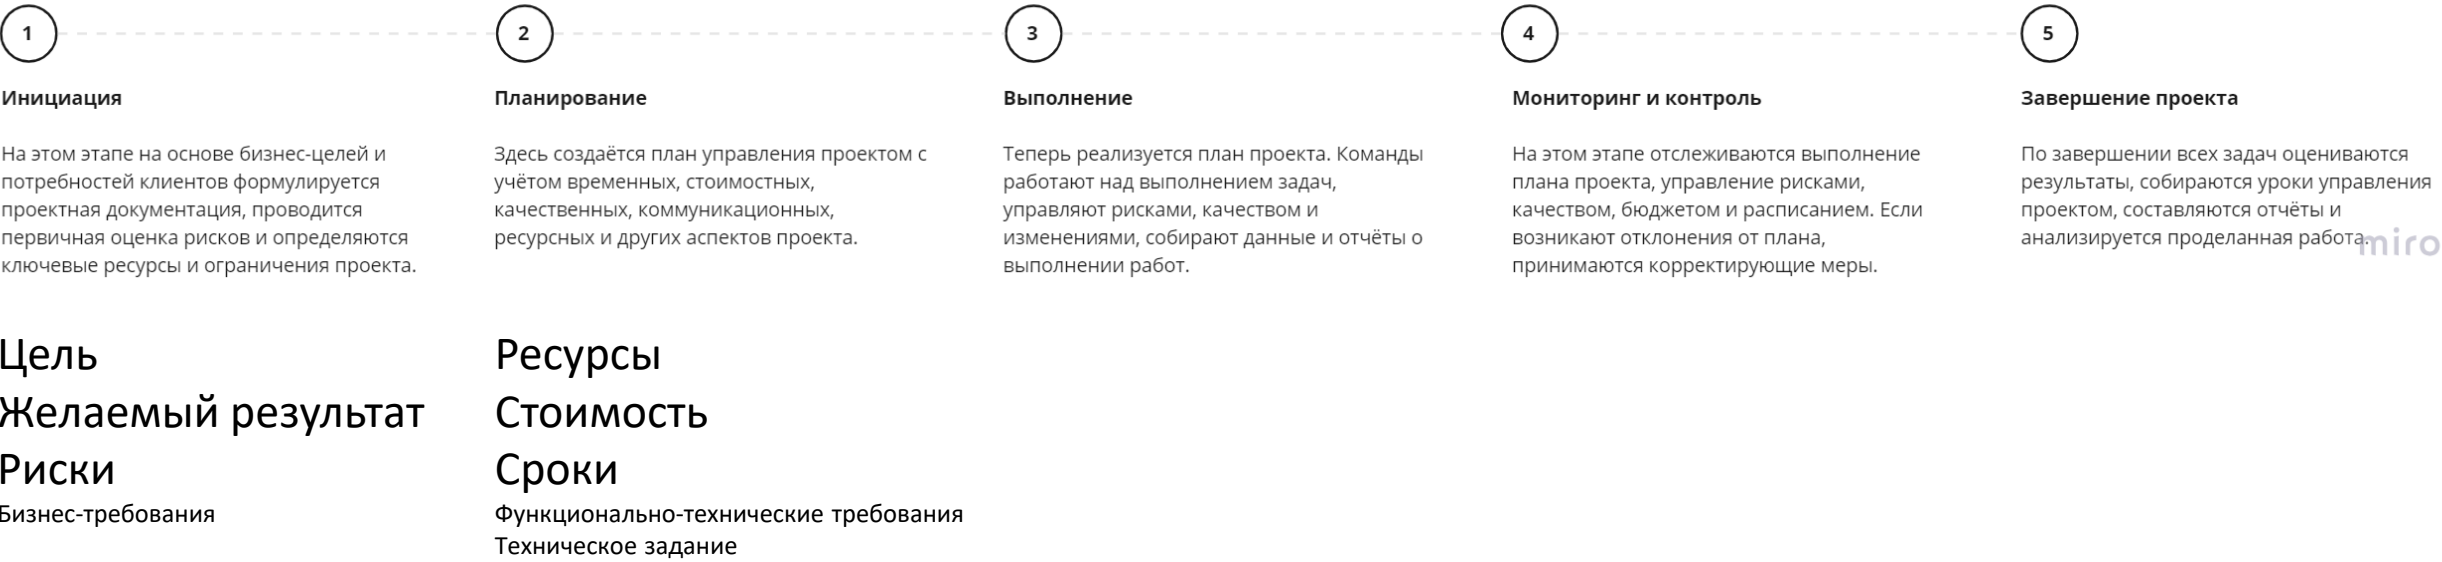 1
Инициация
На этом этапе на основе бизнес-целей и
потребностей клиентов формулируется
проектная документация, проводится
первичная оценка рисков и определяются
ключевые ресурсы и ограничения проекта.
Цель
Желаемый результат
Риски
Бизнес-требования
2
Планирование
Здесь создаётся план управления проектом с
учётом временных, стоимостных,
качественных, коммуникационных,
ресурсных и других аспектов проекта.
Ресурсы
Стоимость
Сроки
Функционально-технические требования
Техническое задание
3
Выполнение
Теперь реализуется план проекта. Команды
работают над выполнением задач,
управляют рисками, качеством и
изменениями, собирают данные и отчёты о
выполнении работ.
4
Мониторинг и контроль
На этом этапе отслеживаются выполнение
плана проекта, управление рисками,
качеством, бюджетом и расписанием. Если
возникают отклонения от плана,
принимаются корректирующие меры.
5
Завершение проекта
По завершении всех задач оцениваются
результаты, собираются уроки управления
проектом, составляются отчёты и
анализируется проделанная работа.
miro